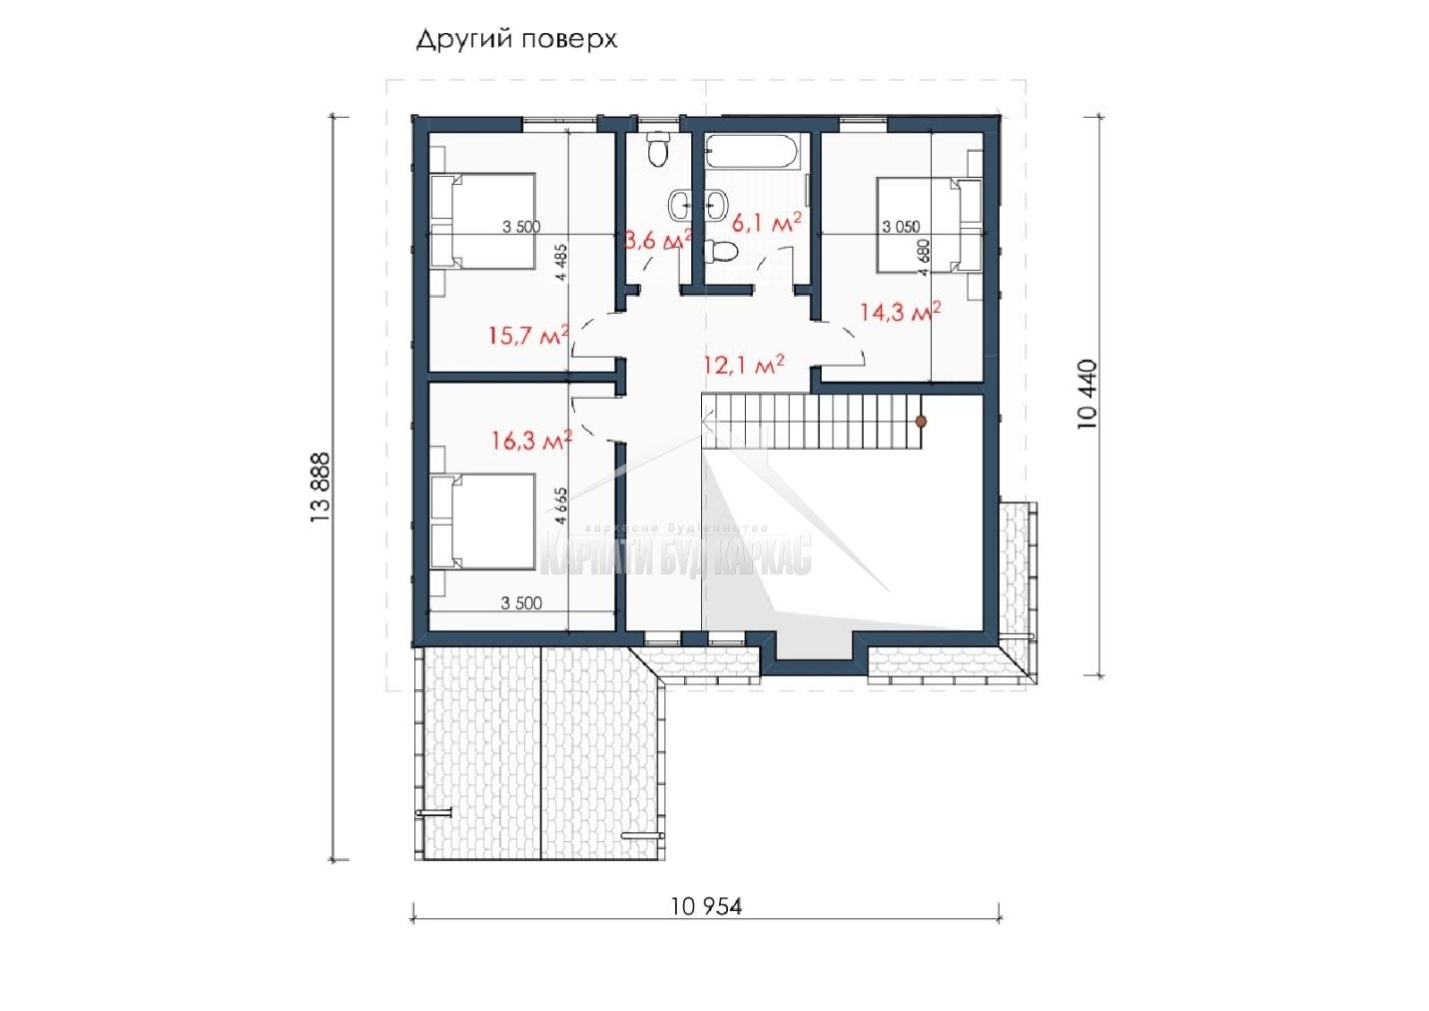 Другий поверх
3 500
4 485
3,6 м²
6,1 м²
3 050
4 680
15,7 м²
14,3 м²
12,1 м²
10 440
16,3 м²
13 888
4 665
каркасне будівництво
КАРПАТИ БУД КАРКАС
3 500
10 954